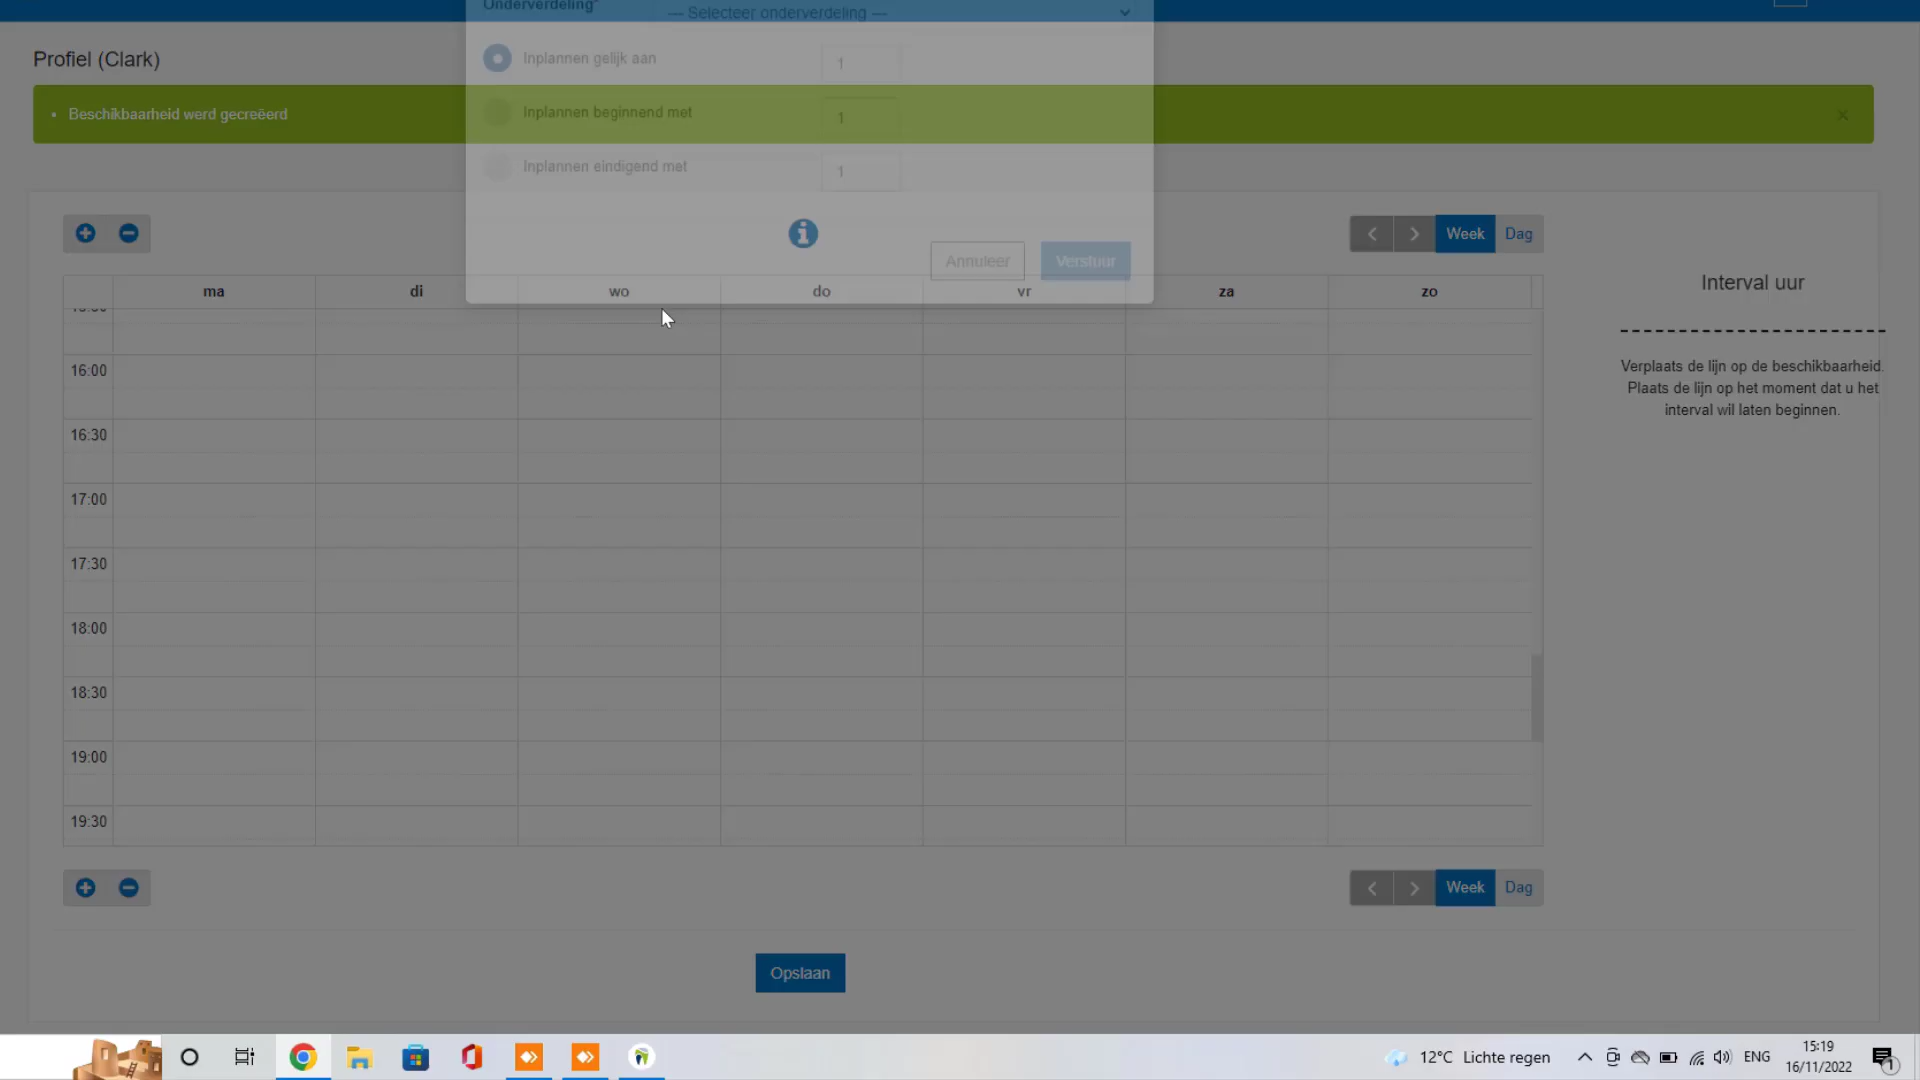 Onderverdeling*
--- Selecteer onderverdeling ---
Profiel (Clark)
Inplannen gelijk aan 1
Beschikbaarheid werd gecreëerd
×
Inplannen beginnend met 1
Inplannen eindigend met 1
Week Dag
Annuleer Verstuur
Interval uur
ma di wo do vr za zo
Verplaats de lijn op de beschikbaarheid.
Plaats de lijn op het moment dat u het
interval wil laten beginnen.
16:00
16:30
17:00
17:30
18:00
18:30
19:00
19:30
Week Dag
Opslaan
12°C Lichte regen
ENG
15:19
16/11/2022
1